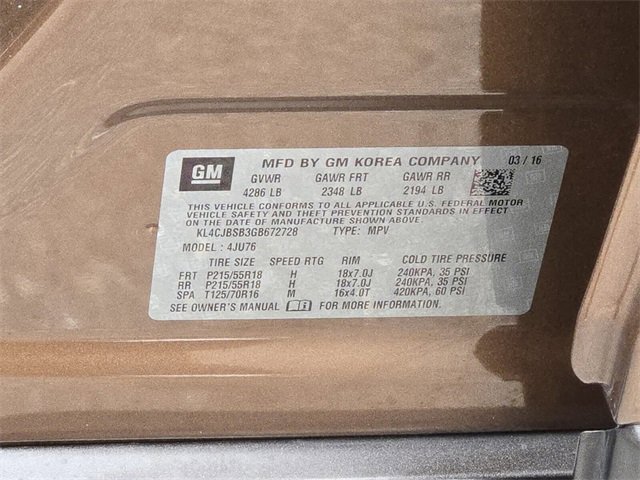 GM MFD BY GM KOREA COMPANY 03 / 16
GVWR GAWR FRT GAWR RR
4286 LB 2348 LB 2194 LB
THIS VEHICLE CONFORMS TO ALL APPLICABLE U.S. FEDERAL MOTOR
VEHICLE SAFETY AND THEFT PREVENTION STANDARDS IN EFFECT ON
THE DATE OF MANUFACTURE SHOWN ABOVE.
KL4CJBSB3GB672728 TYPE: MPV
MODEL : 4JU76
TIRE SIZE SPEED RTG RIM COLD TIRE PRESSURE
FRT P215/55R18 H 18x7.0J 240KPA, 35 PSI
RR P215/55R18 H 18x7.0J 240KPA, 35 PSI
SPA T125/70R16 M 16x4.0T 420KPA, 60 PSI
SEE OWNER'S MANUAL FOR MORE INFORMATION.